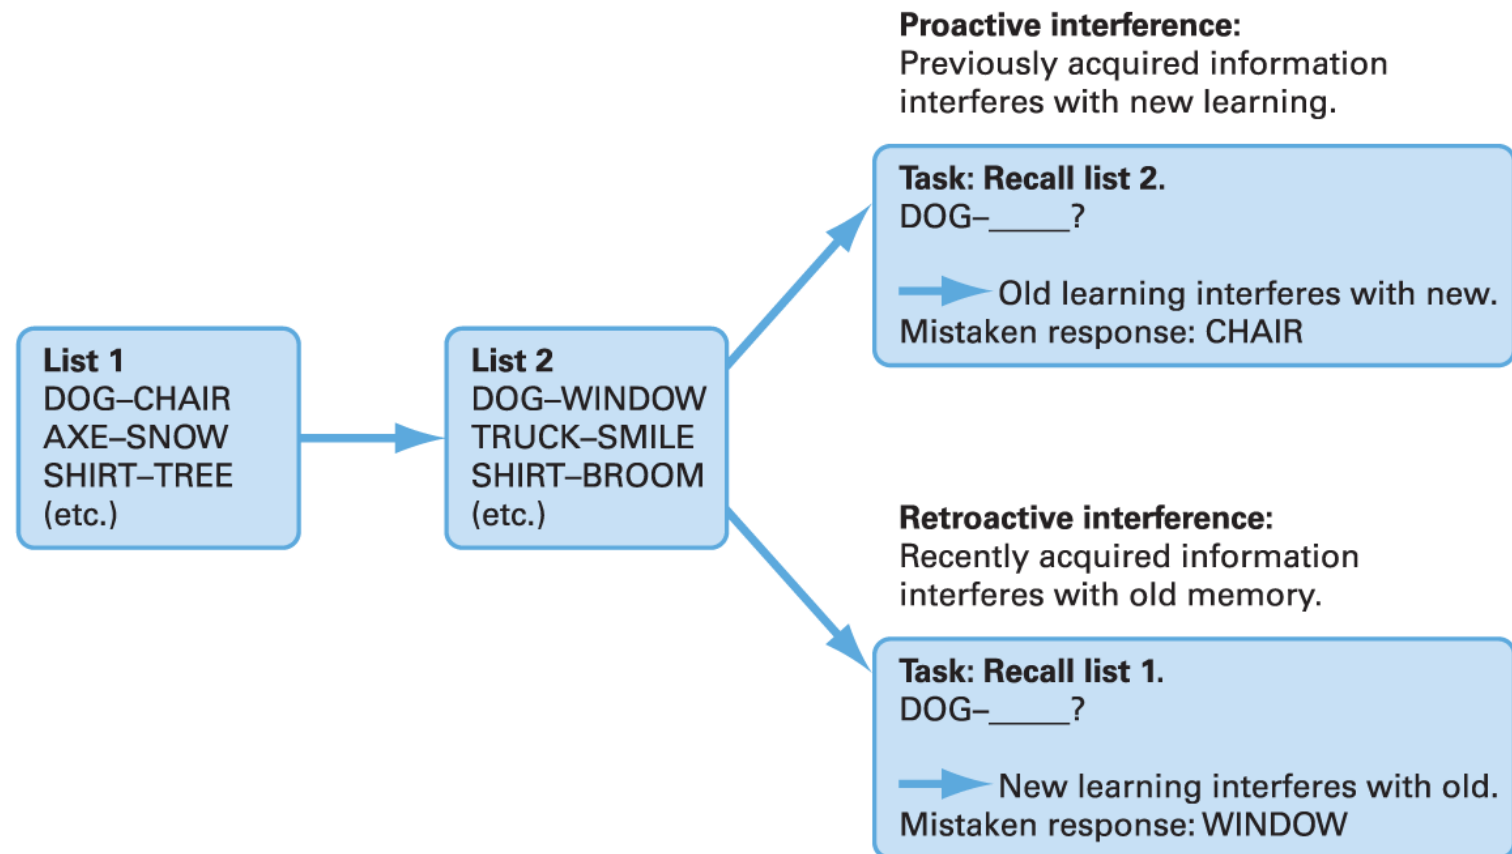 List 1
DOG–CHAIR
AXE–SNOW
SHIRT–TREE
(etc.)
List 2
DOG–WINDOW
TRUCK–SMILE
SHIRT–BROOM
(etc.)
Proactive interference:
Previously acquired information
interferes with new learning.
Task: Recall list 2.
DOG–_____?
Old learning interferes with new.
Mistaken response: CHAIR
Retroactive interference:
Recently acquired information
interferes with old memory.
Task: Recall list 1.
DOG–_____?
New learning interferes with old.
Mistaken response: WINDOW